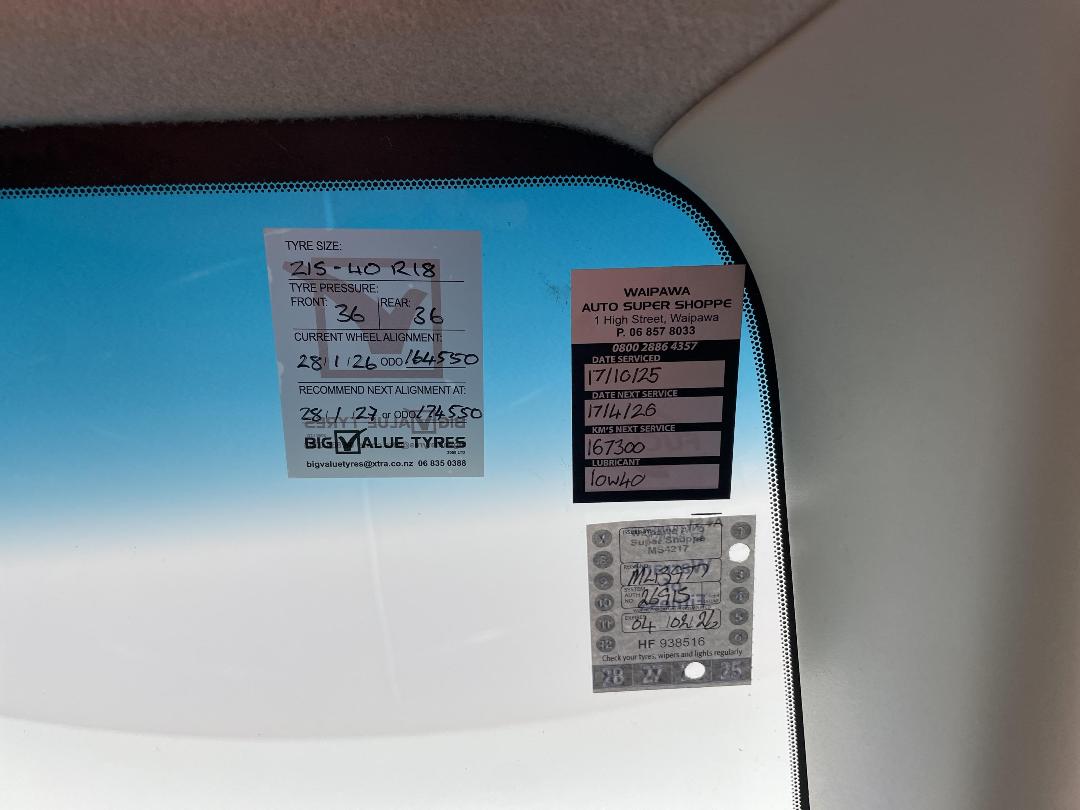 TYRE SIZE:
215-40 R18
TYRE PRESSURE:
FRONT: 36 REAR: 36
CURRENT WHEEL ALIGNMENT:
28/1/26 ODO 164550
RECOMMEND NEXT ALIGNMENT AT:
28/1/27 or ODO 174550
BIG VALUE TYRES
bigvaluetyres@xtra.co.nz 06 835 0388
WAIPAWA
AUTO SUPER SHOPPE
1 High Street, Waipawa
P. 06 857 8033
0800 2886 4357
DATE SERVICED
17/10/25
DATE NEXT SERVICE
17/4/26
KM'S NEXT SERVICE
167300
LUBRICANT
10W40
Super Shoppe
MS4217
26915
04 / 02 / 26
HF 938516
Check your tyres, wipers and lights regularly
28 27 25